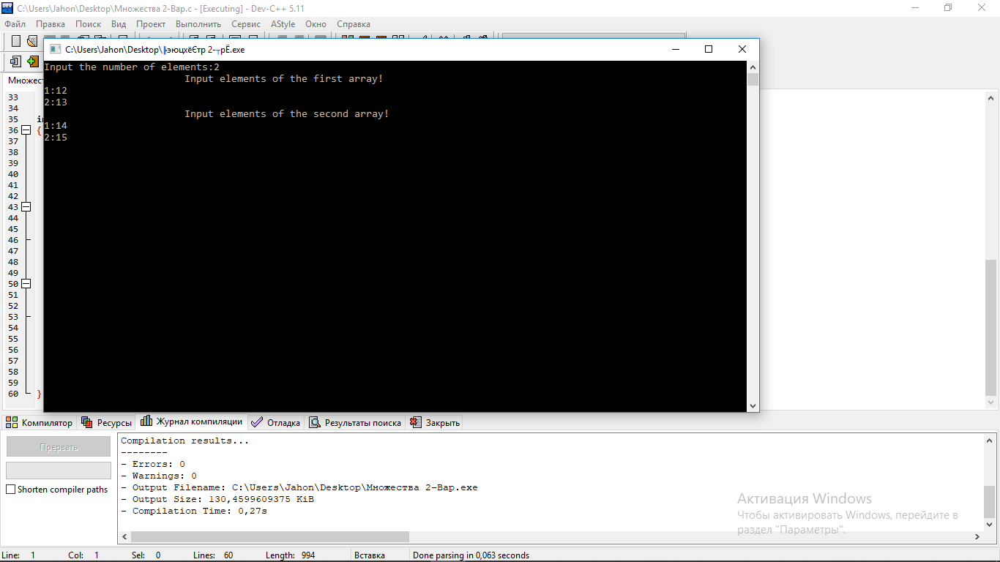 C:\Users\Jahon\Desktop\Множества 2-Вар.c - [Executing] - Dev-C++ 5.11
Файл Правка Поиск Вид Проект Выполнить Сервис AStyle Окно Справка
C:\Users\Jahon\Desktop\╠эюцхёЄтр 2-┬рЁ.exe
Input the number of elements:2
Input elements of the first array!
1:12
2:13
Input elements of the second array!
1:14
2:15
Множест
33
34
35 in
36 {
37
38
39
40
41
42
43
44
45
46
47
48
49
50
51
52
53
54
55
56
57
58
59
60 }
Компилятор Ресурсы Журнал компиляции Отладка Результаты поиска Закрыть
Прервать
Shorten compiler paths
Compilation results...
--------
- Errors: 0
- Warnings: 0
- Output Filename: C:\Users\Jahon\Desktop\Множества 2-Вар.exe
- Output Size: 130,4599609375 KiB
- Compilation Time: 0,27s
Активация Windows
Чтобы активировать Windows, перейдите в
раздел "Параметры".
Line: 1 Col: 1 Sel: 0 Lines: 60 Length: 994 Вставка Done parsing in 0,063 seconds